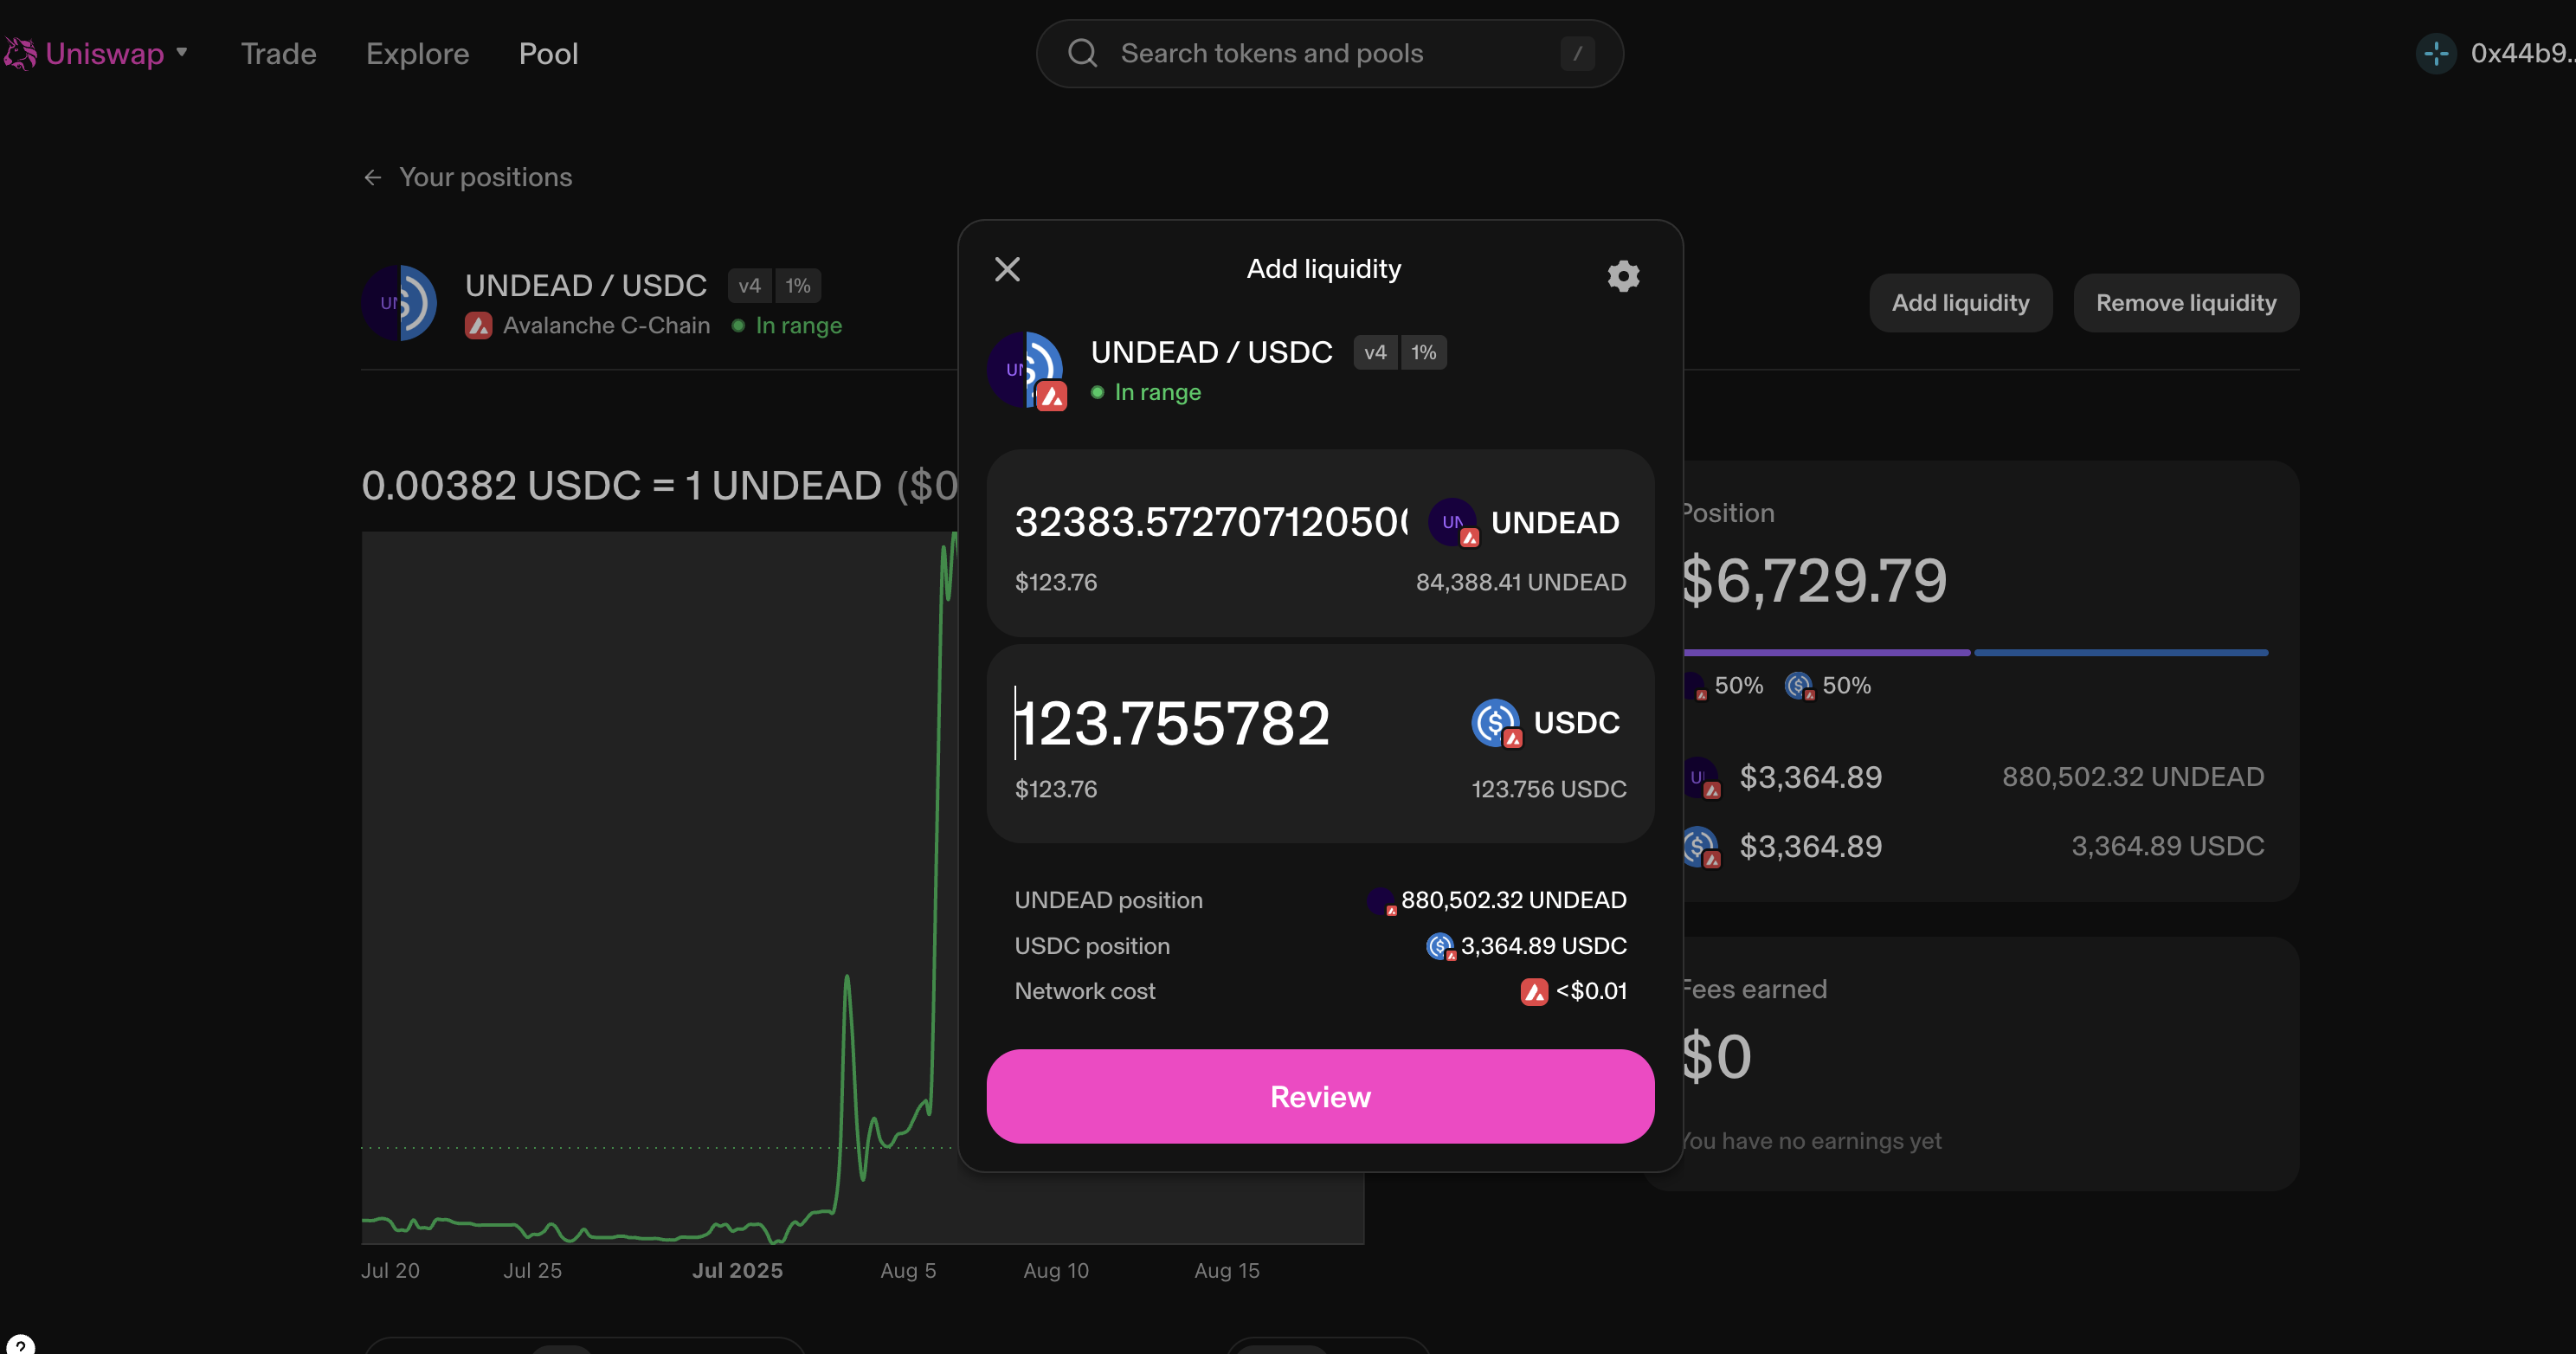 Uniswap Trade Explore Pool Search tokens and pools / 0x44b9..
← Your positions
UNDEAD / USDC v4 1%
Avalanche C-Chain In range
Add liquidity Remove liquidity
0.00382 USDC = 1 UNDEAD ($0
Jul 20 Jul 25 Jul 2025 Aug 5 Aug 10 Aug 15
Add liquidity
UNDEAD / USDC v4 1%
In range
32383.57270712050 UNDEAD
$123.76 84,388.41 UNDEAD
123.755782 USDC
$123.76 123.756 USDC
UNDEAD position 880,502.32 UNDEAD
USDC position 3,364.89 USDC
Network cost <$0.01
Review
Position
$6,729.79
50% 50%
$3,364.89 880,502.32 UNDEAD
$3,364.89 3,364.89 USDC
Fees earned
$0
You have no earnings yet
?